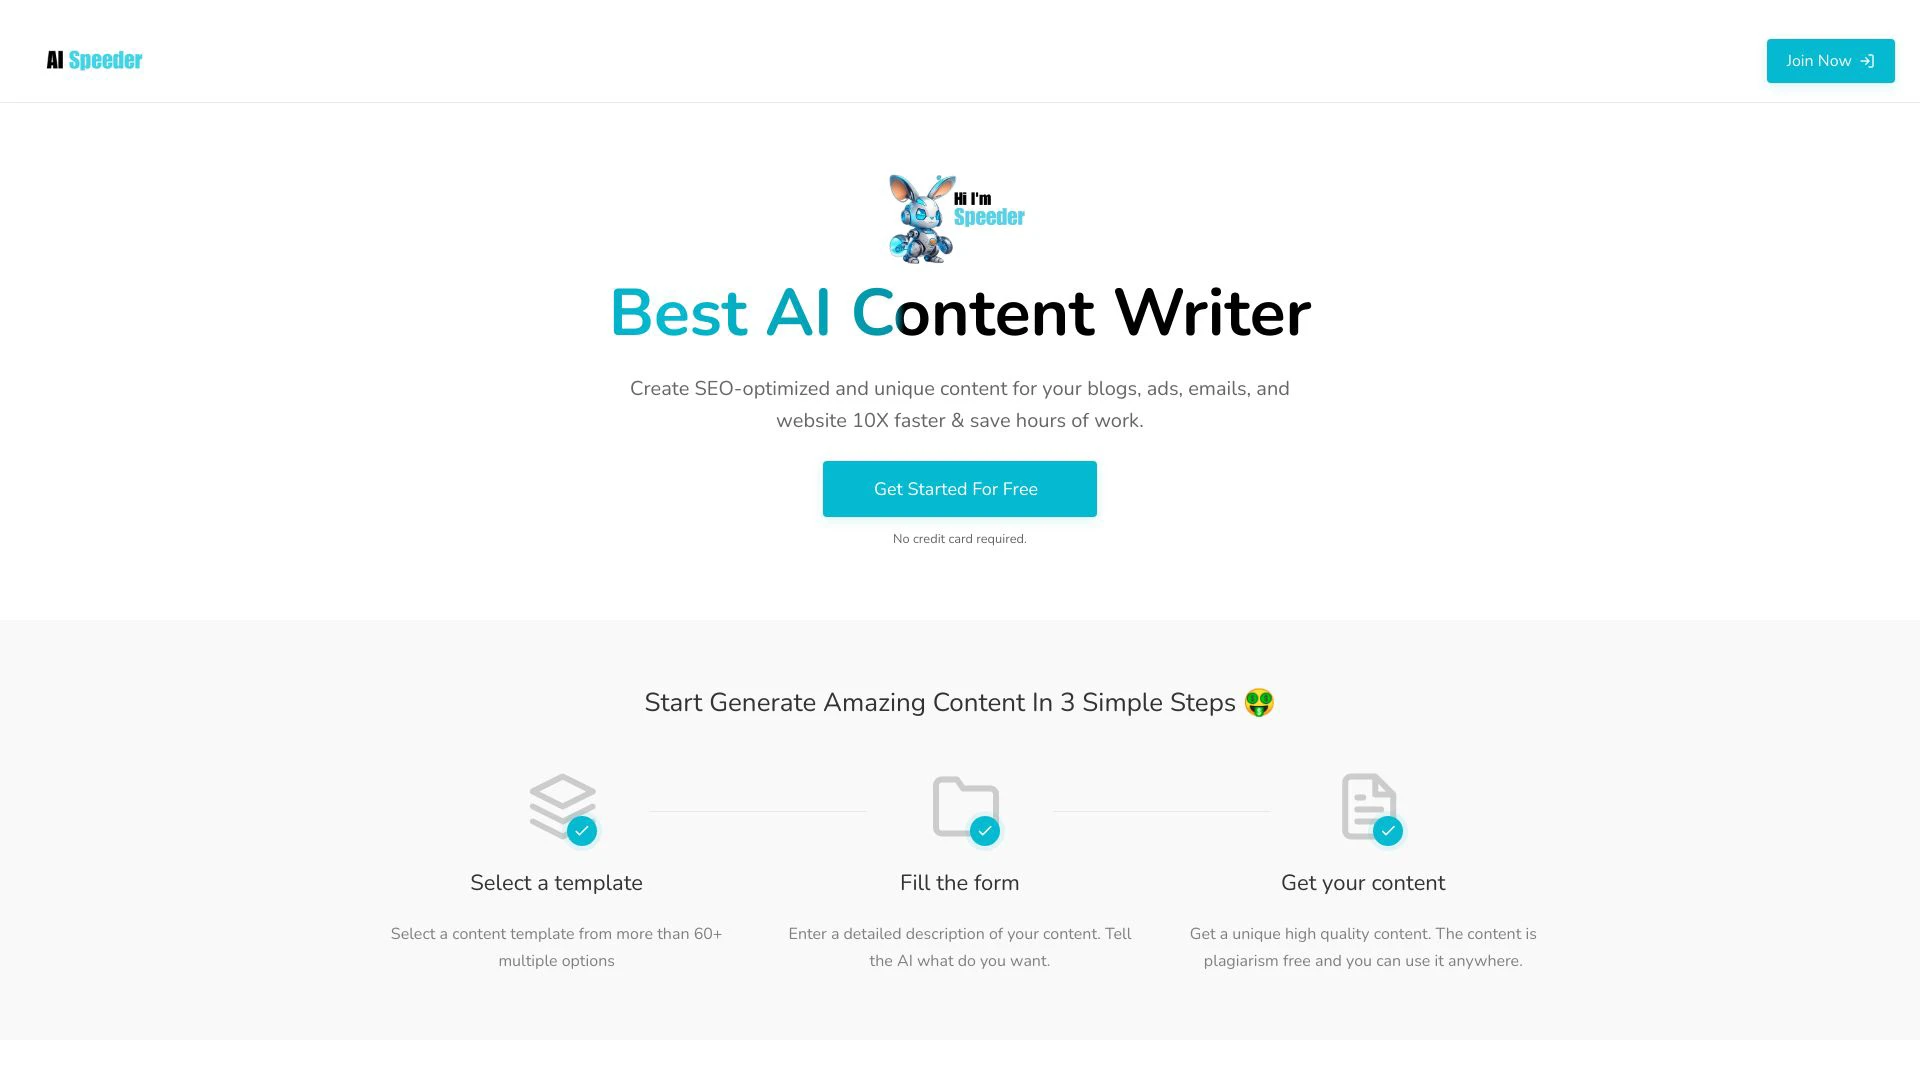 AI Speeder
Join Now
Hi I'm
Speeder
Best AI Content Writer
Create SEO-optimized and unique content for your blogs, ads, emails, and
website 10X faster & save hours of work.
Get Started For Free
No credit card required.
Start Generate Amazing Content In 3 Simple Steps 🤑
Select a template
Select a content template from more than 60+
multiple options
Fill the form
Enter a detailed description of your content. Tell
the AI what do you want.
Get your content
Get a unique high quality content. The content is
plagiarism free and you can use it anywhere.